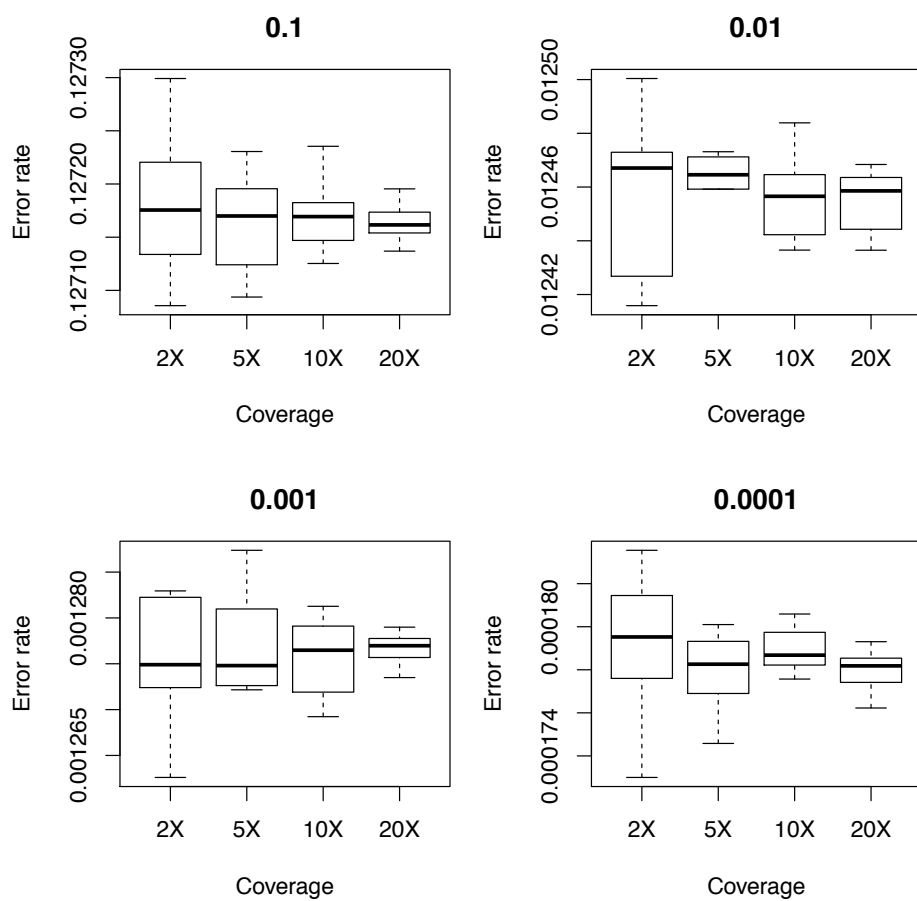 0.1
Error rate
0.12730
0.12720
0.12710
2X 5X 10X 20X
Coverage
0.01
Error rate
0.01250
0.01246
0.01242
2X 5X 10X 20X
Coverage
0.001
Error rate
0.001280
0.001265
2X 5X 10X 20X
Coverage
0.0001
Error rate
0.000180
0.000174
2X 5X 10X 20X
Coverage